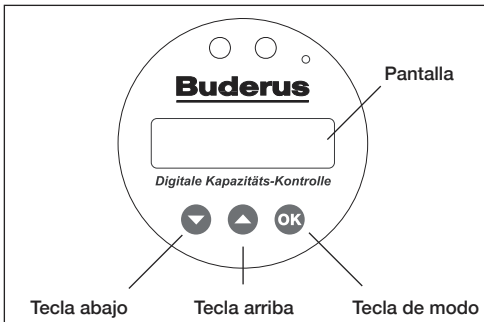 Buderus
Pantalla
Digitale Kapazitäts-Kontrolle
OK
Tecla abajo
Tecla arriba
Tecla de modo